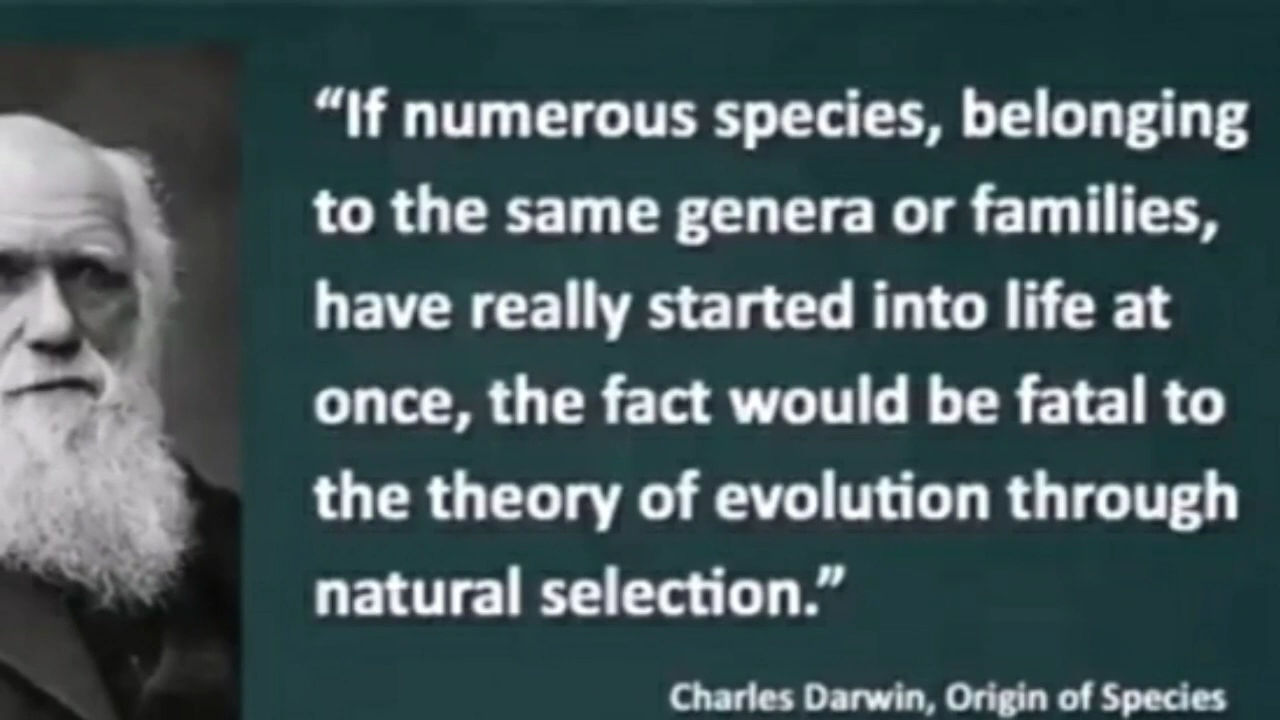 “If numerous species, belonging
to the same genera or families,
have really started into life at
once, the fact would be fatal to
the theory of evolution through
natural selection.”
Charles Darwin, Origin of Species